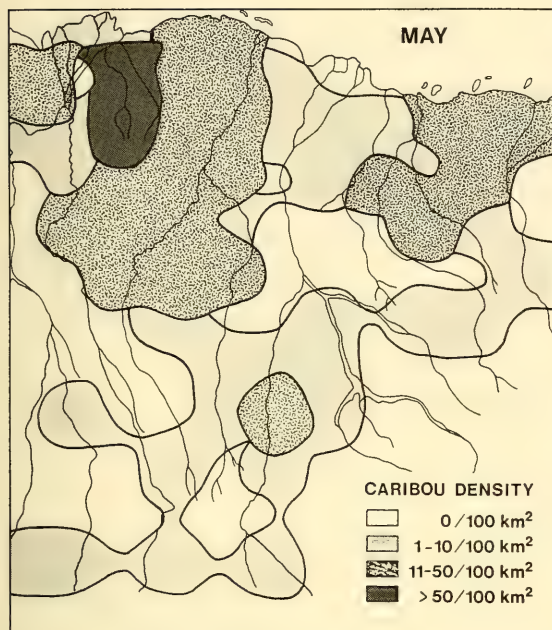 MAY
CARIBOU DENSITY
0/100 km²
1-10/100 km²
11-50/100 km²
>50/100 km²